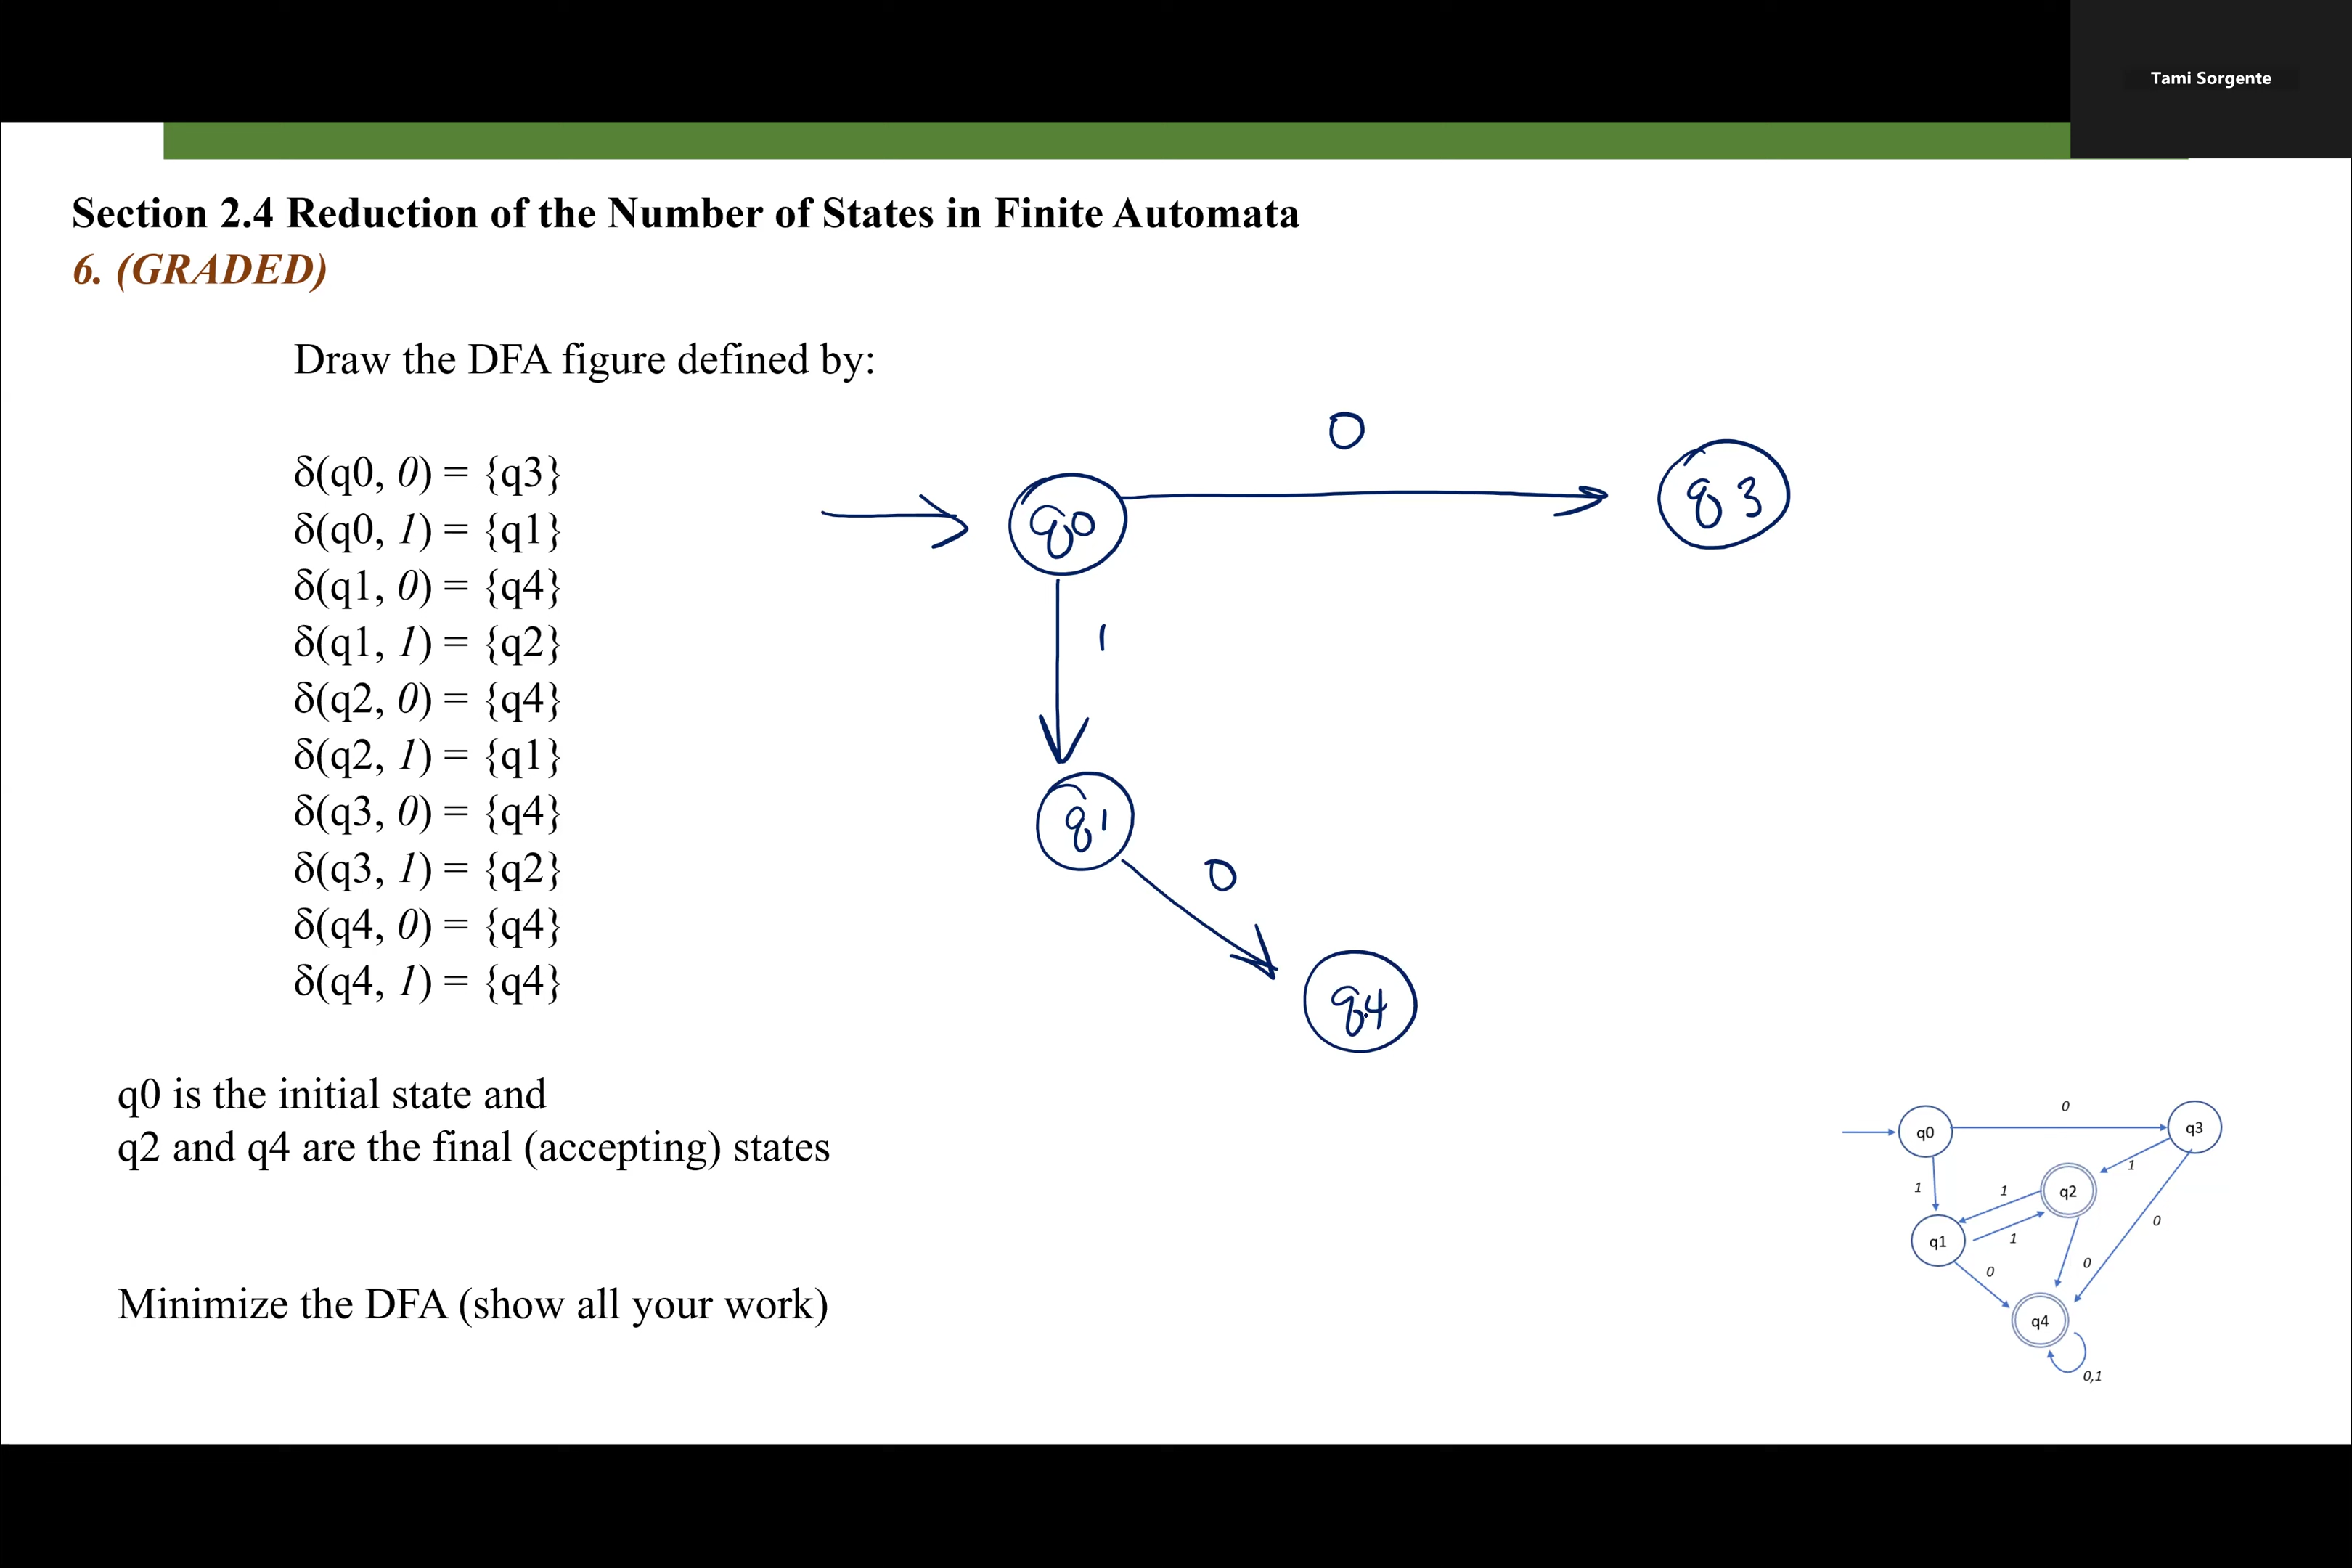 Tami Sorgente
Section 2.4 Reduction of the Number of States in Finite Automata
6. (GRADED)
Draw the DFA figure defined by:
δ(q0, 0) = {q3}
δ(q0, 1) = {q1}
δ(q1, 0) = {q4}
δ(q1, 1) = {q2}
δ(q2, 0) = {q4}
δ(q2, 1) = {q1}
δ(q3, 0) = {q4}
δ(q3, 1) = {q2}
δ(q4, 0) = {q4}
δ(q4, 1) = {q4}
q0 is the initial state and
q2 and q4 are the final (accepting) states
Minimize the DFA (show all your work)
0
q0
q3
1
q1
0
q4
0
q0
q3
1
q2
1
1
0
q1
1
0
0
q4
0,1